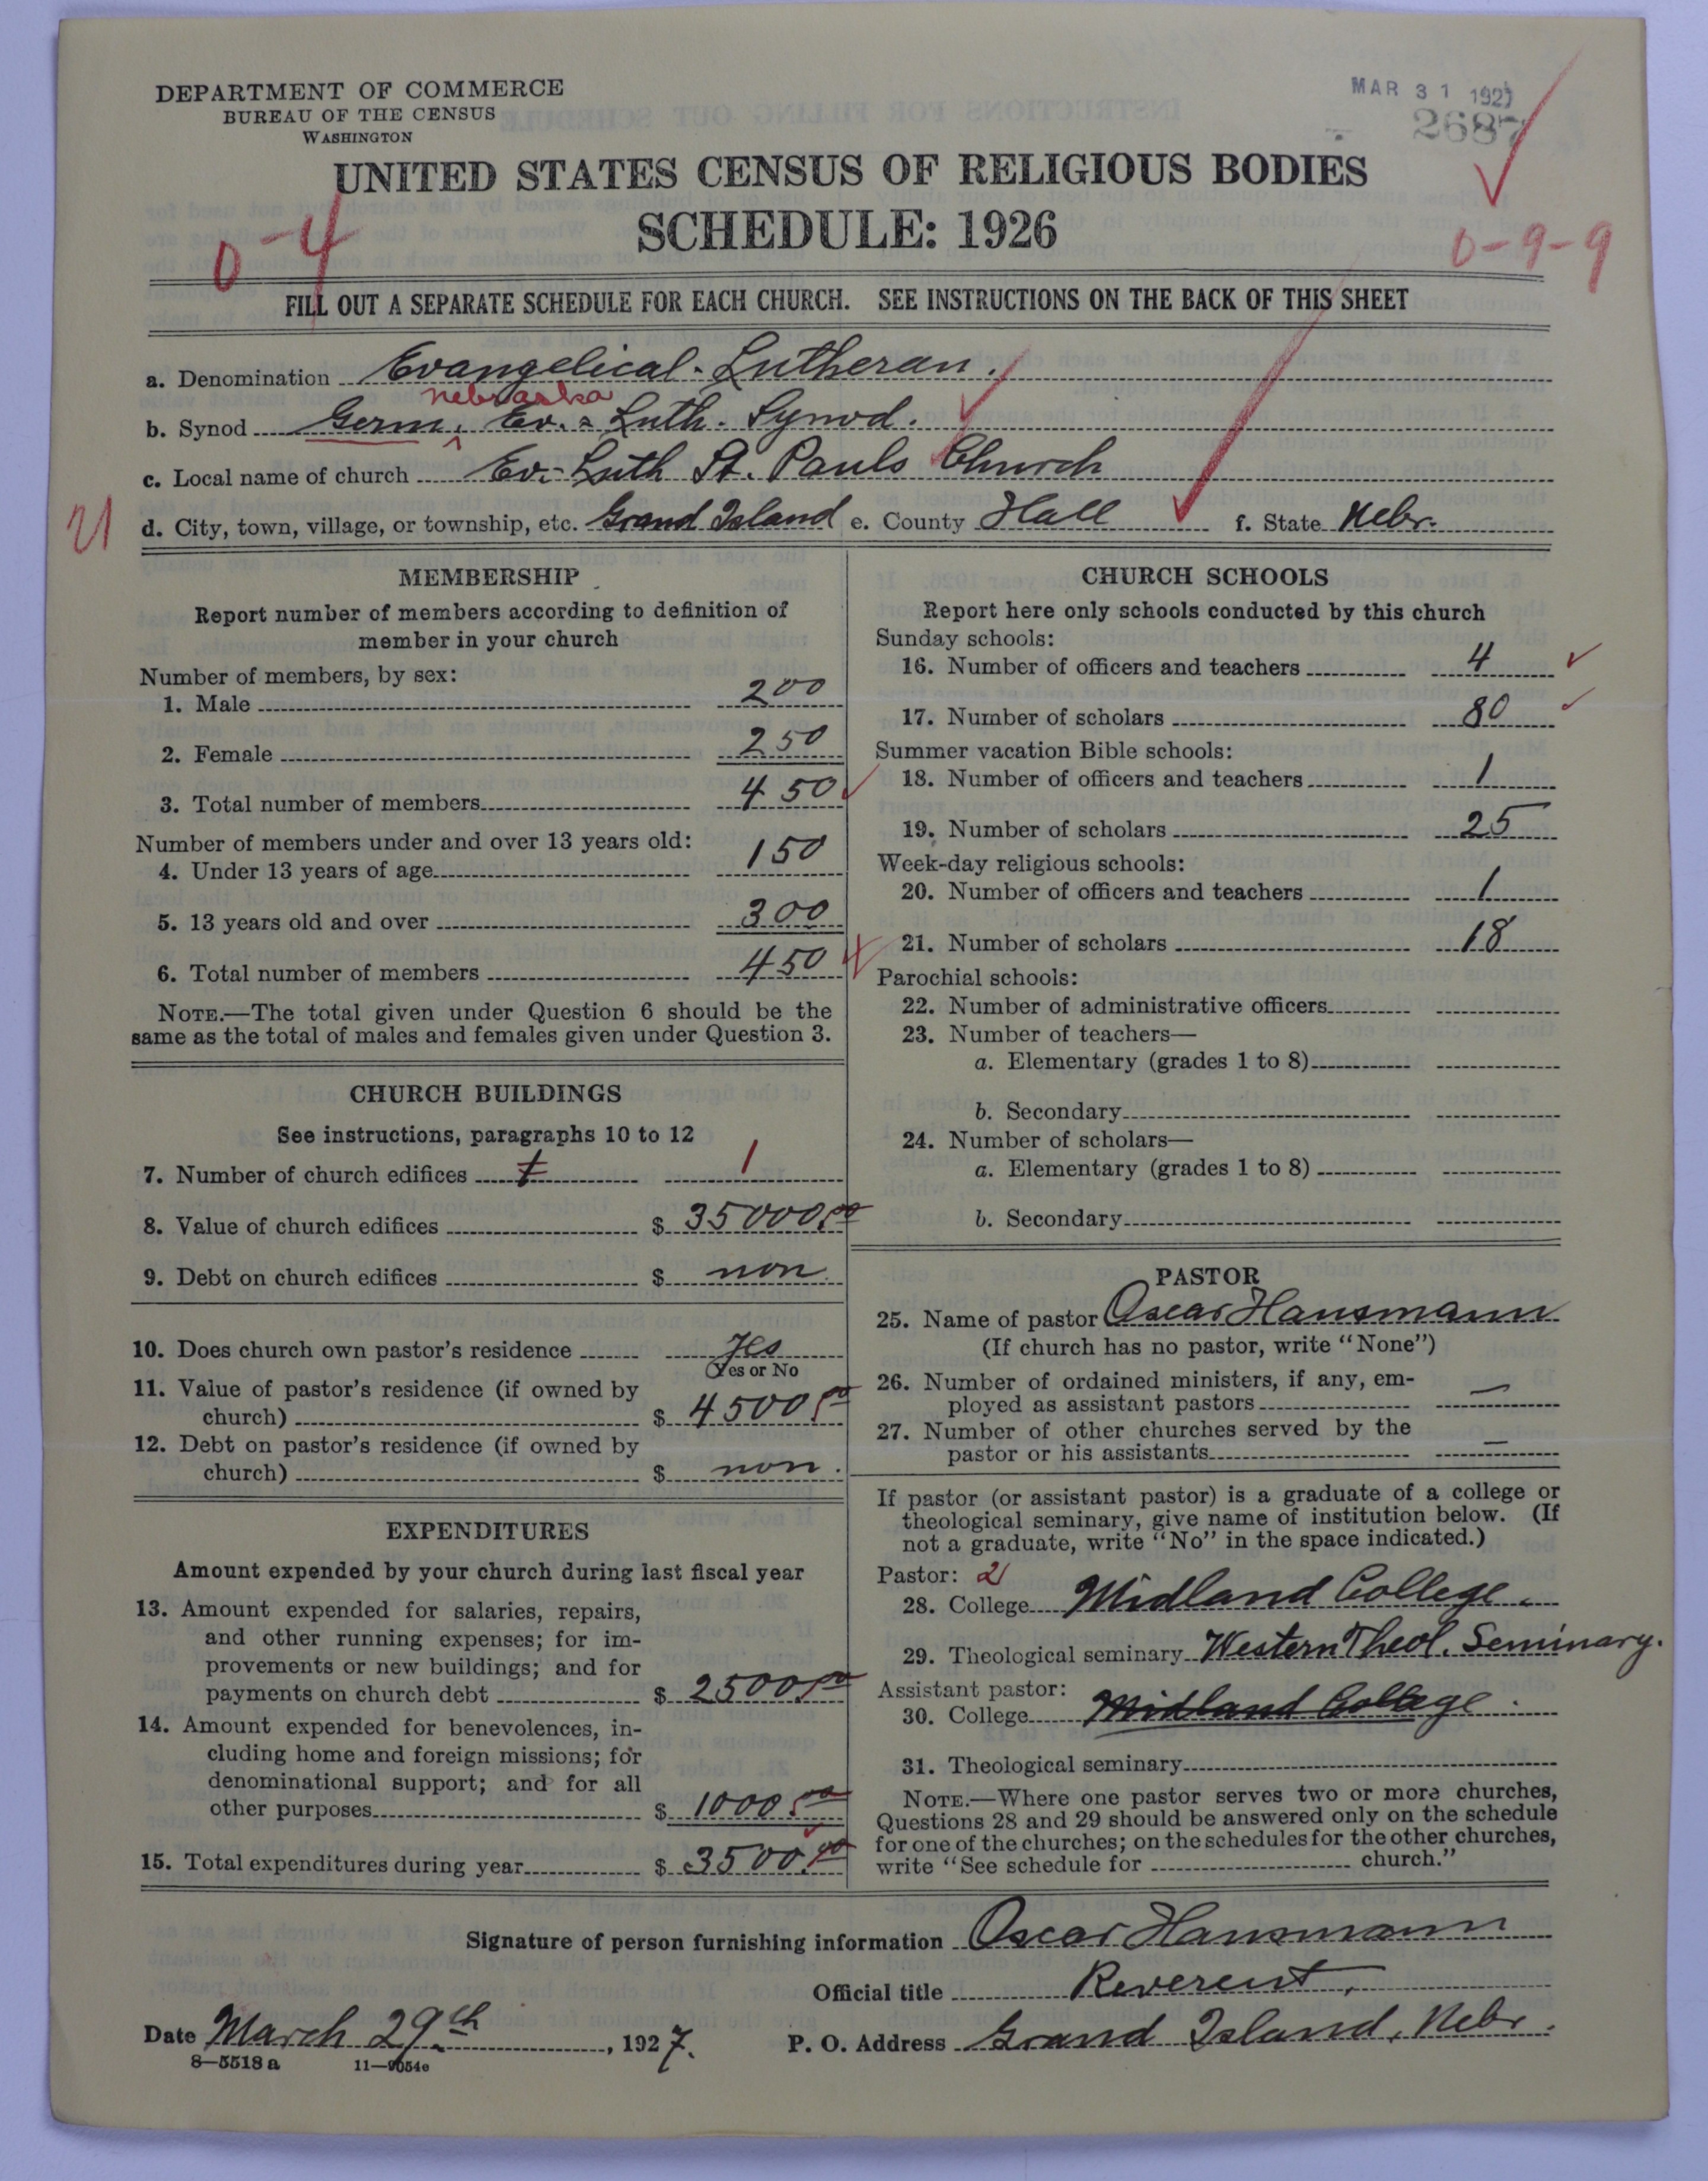 DEPARTMENT OF COMMERCE
BUREAU OF THE CENSUS
WASHINGTON
MAR 31 1927
2687
UNITED STATES CENSUS OF RELIGIOUS BODIES
SCHEDULE: 1926
0-4
0-9-9
FILL OUT A SEPARATE SCHEDULE FOR EACH CHURCH. SEE INSTRUCTIONS ON THE BACK OF THIS SHEET
a. Denomination Evangelical-Lutheran.
nebraska
b. Synod Germ. ^ Ev. = Luth. Synod.
c. Local name of church Ev.-Luth St. Pauls Church
21
d. City, town, village, or township, etc. Grand Island e. County Hall f. State Nebr.
MEMBERSHIP
Report number of members according to definition of
member in your church
Number of members, by sex:
1. Male 200
2. Female 250
3. Total number of members 450
Number of members under and over 13 years old:
4. Under 13 years of age 150
5. 13 years old and over 300
6. Total number of members 450
NOTE.—The total given under Question 6 should be the
same as the total of males and females given under Question 3.
CHURCH BUILDINGS
See instructions, paragraphs 10 to 12
7. Number of church edifices 1 1
8. Value of church edifices $ 35000.00
9. Debt on church edifices $ non.
10. Does church own pastor's residence Yes
(Yes or No
11. Value of pastor's residence (if owned by
church) $ 4500.00
12. Debt on pastor's residence (if owned by
church) $ non.
EXPENDITURES
Amount expended by your church during last fiscal year
13. Amount expended for salaries, repairs,
and other running expenses; for im-
provements or new buildings; and for
payments on church debt $ 2500.00
14. Amount expended for benevolences, in-
cluding home and foreign missions; for
denominational support; and for all
other purposes $ 1000.00
15. Total expenditures during year $ 3500.00
CHURCH SCHOOLS
Report here only schools conducted by this church
Sunday schools:
16. Number of officers and teachers 4
17. Number of scholars 80
Summer vacation Bible schools:
18. Number of officers and teachers 1
19. Number of scholars 25
Week-day religious schools:
20. Number of officers and teachers 1
21. Number of scholars 18
Parochial schools:
22. Number of administrative officers
23. Number of teachers—
a. Elementary (grades 1 to 8)
b. Secondary
24. Number of scholars—
a. Elementary (grades 1 to 8)
b. Secondary
PASTOR
25. Name of pastor Oscar Hansmann
(If church has no pastor, write "None")
26. Number of ordained ministers, if any, em-
ployed as assistant pastors —
27. Number of other churches served by the
pastor or his assistants —
If pastor (or assistant pastor) is a graduate of a college or
theological seminary, give name of institution below. (If
not a graduate, write "No" in the space indicated.)
Pastor: 2
28. College Midland College.
29. Theological seminary Western Theol. Seminary.
Assistant pastor:
30. College Midland College.
31. Theological seminary
NOTE.—Where one pastor serves two or more churches,
Questions 28 and 29 should be answered only on the schedule
for one of the churches; on the schedules for the other churches,
write "See schedule for church."
Signature of person furnishing information Oscar Hansmann
Official title Reverent.
Date March 29th, 1927. P. O. Address Grand Island, Nebr.
8—5518a 11—9054e